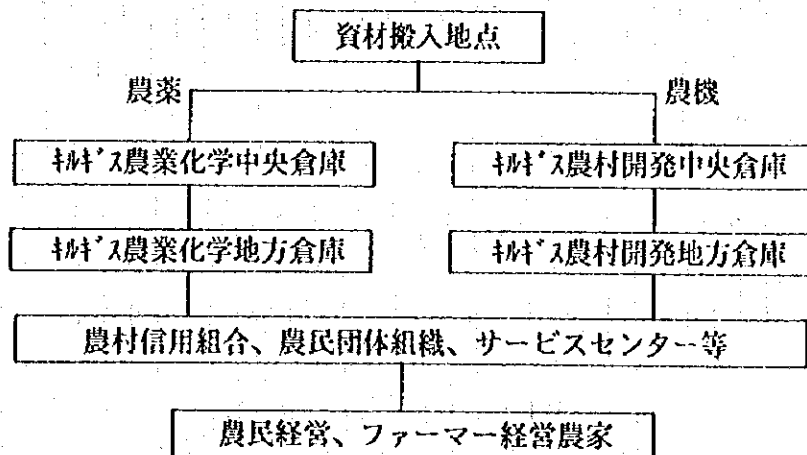 資材搬入地点
農薬 農機
ｷﾙｷﾞｽ農業化学中央倉庫 ｷﾙｷﾞｽ農村開発中央倉庫
ｷﾙｷﾞｽ農業化学地方倉庫 ｷﾙｷﾞｽ農村開発地方倉庫
農村信用組合、農民団体組織、サービスセンター等
農民経営、ファーマー経営農家